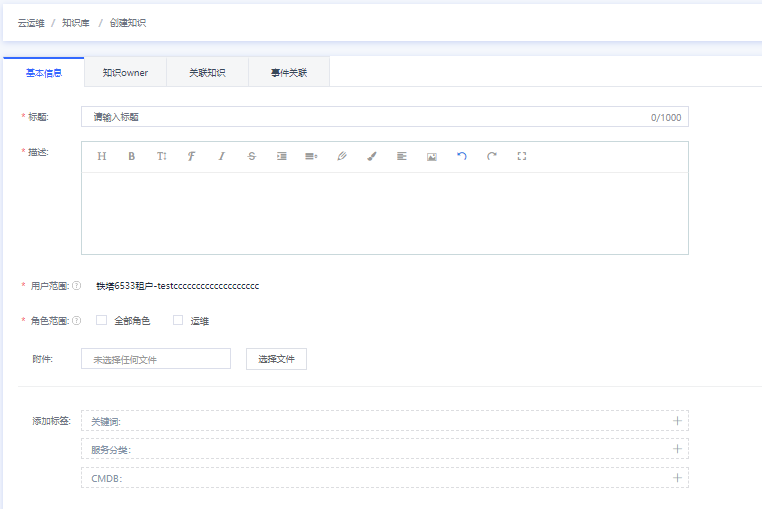 云运维 / 知识库 / 创建知识
基本信息 知识owner 关联知识 事件关联
* 标题: 请输入标题 0/1000
* 描述:
H B T F I S
* 用户范围: 铁塔6533租户-testccccccccccccccccccc
* 角色范围: 全部角色 运维
附件: 未选择任何文件 选择文件
添加标签: 关键词:
服务分类:
CMDB: